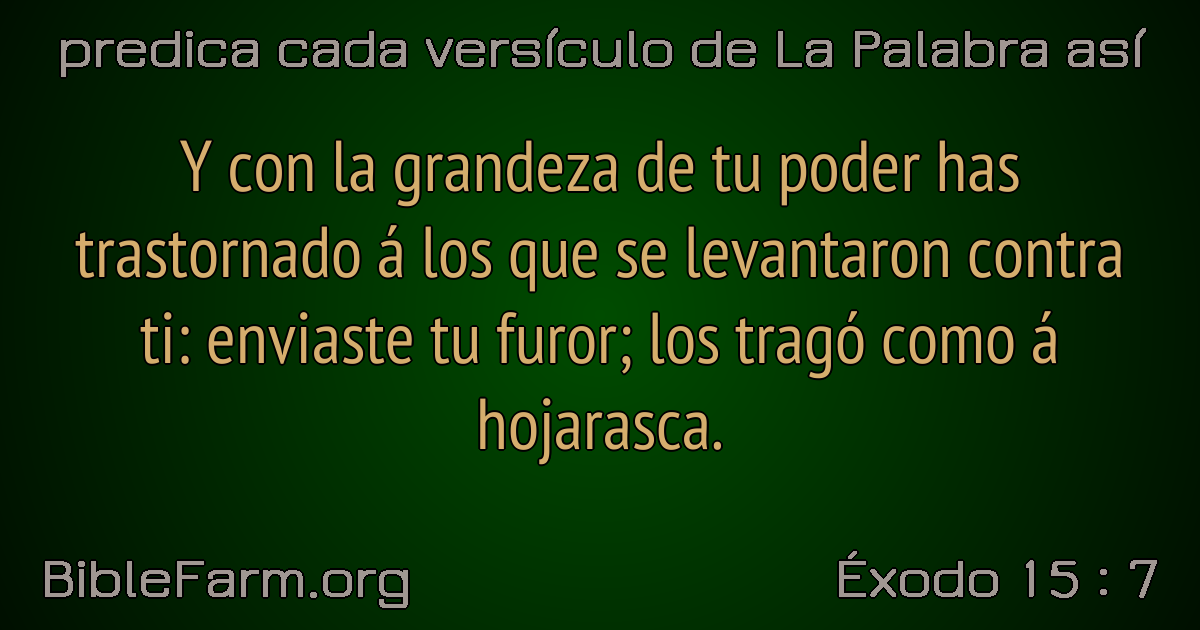 predica cada versículo de La Palabra así
Y con la grandeza de tu poder has
trastornado á los que se levantaron contra
ti: enviaste tu furor; los tragó como á
hojarasca.
BibleFarm.org
Éxodo 15 : 7